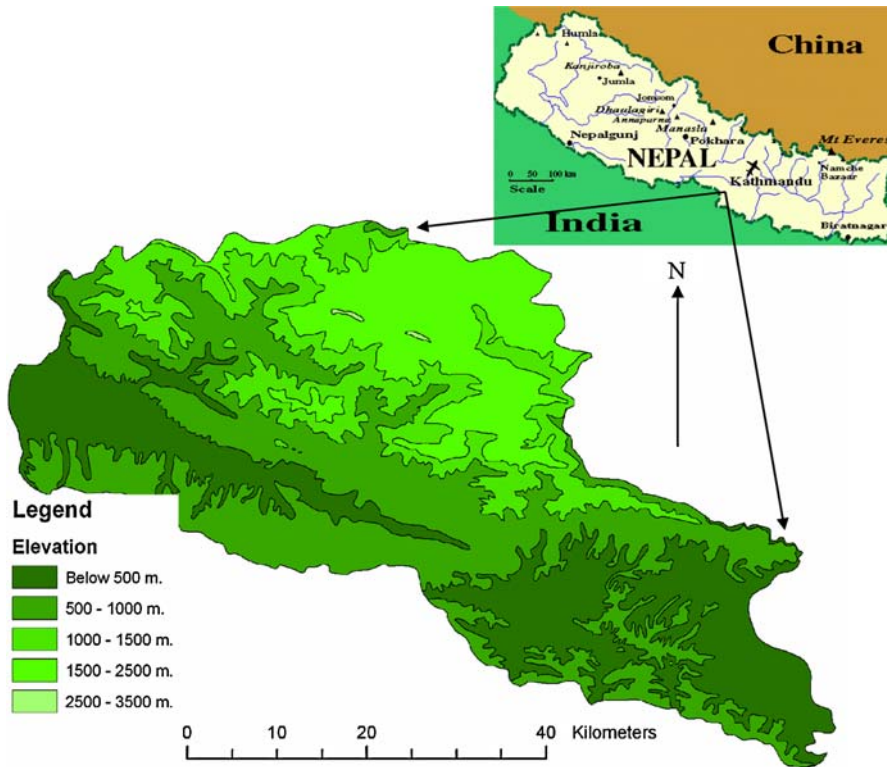 Humla
China
Kanjiroba
Jumla
Jomsom
Dhaulagiri
Annapurna
Manaslu
Mt Everes
Nepalgunj
Pokhara
NEPAL
Namche
Bazaar
0 50 100 km
Scale
Kathmandu
India
Biratnagar
N
Legend
Elevation
Below 500 m.
500 - 1000 m.
1000 - 1500 m.
1500 - 2500 m.
2500 - 3500 m.
0 10 20 40 Kilometers